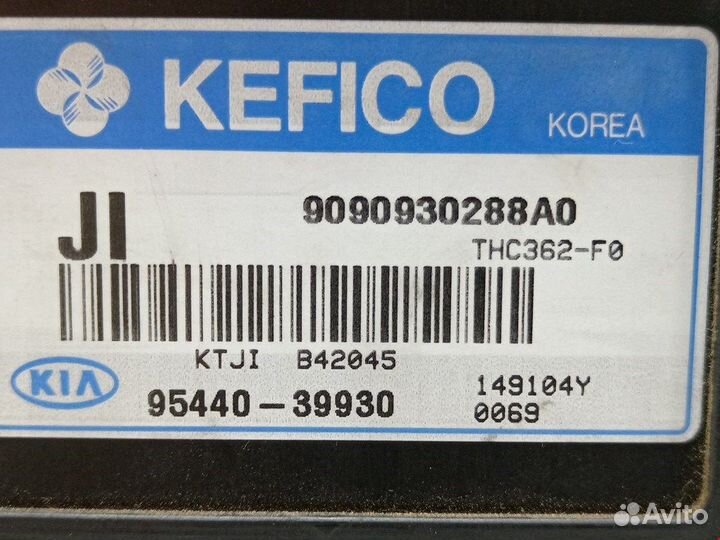 KEFICO
KOREA
JI
9090930288A0
THC362-F0
KTJI B42045
KIA
95440-39930
149104Y
0069
Avito